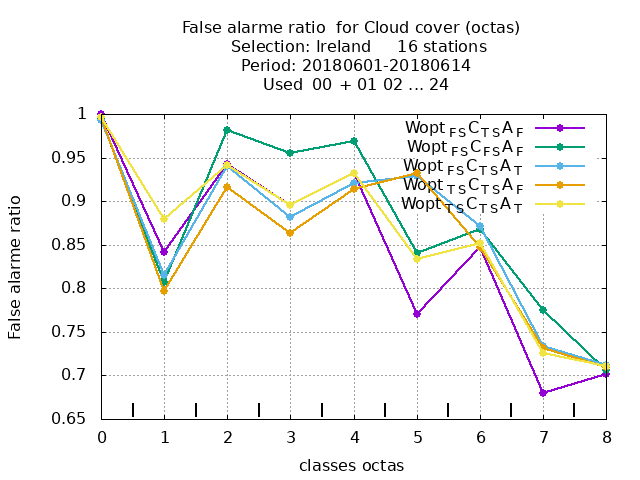 False alarme ratio  for Cloud cover (octas)
Selection: Ireland     16 stations
Period: 20180601-20180614
Used  00 + 01 02 ... 24
Wopt FS C TS A F
Wopt FS C FS A F
Wopt FS C TS A T
Wopt TS C TS A F
Wopt TS C TS A T
1
0.95
0.9
0.85
0.8
0.75
0.7
0.65
False alarme ratio
0 1 2 3 4 5 6 7 8
classes octas